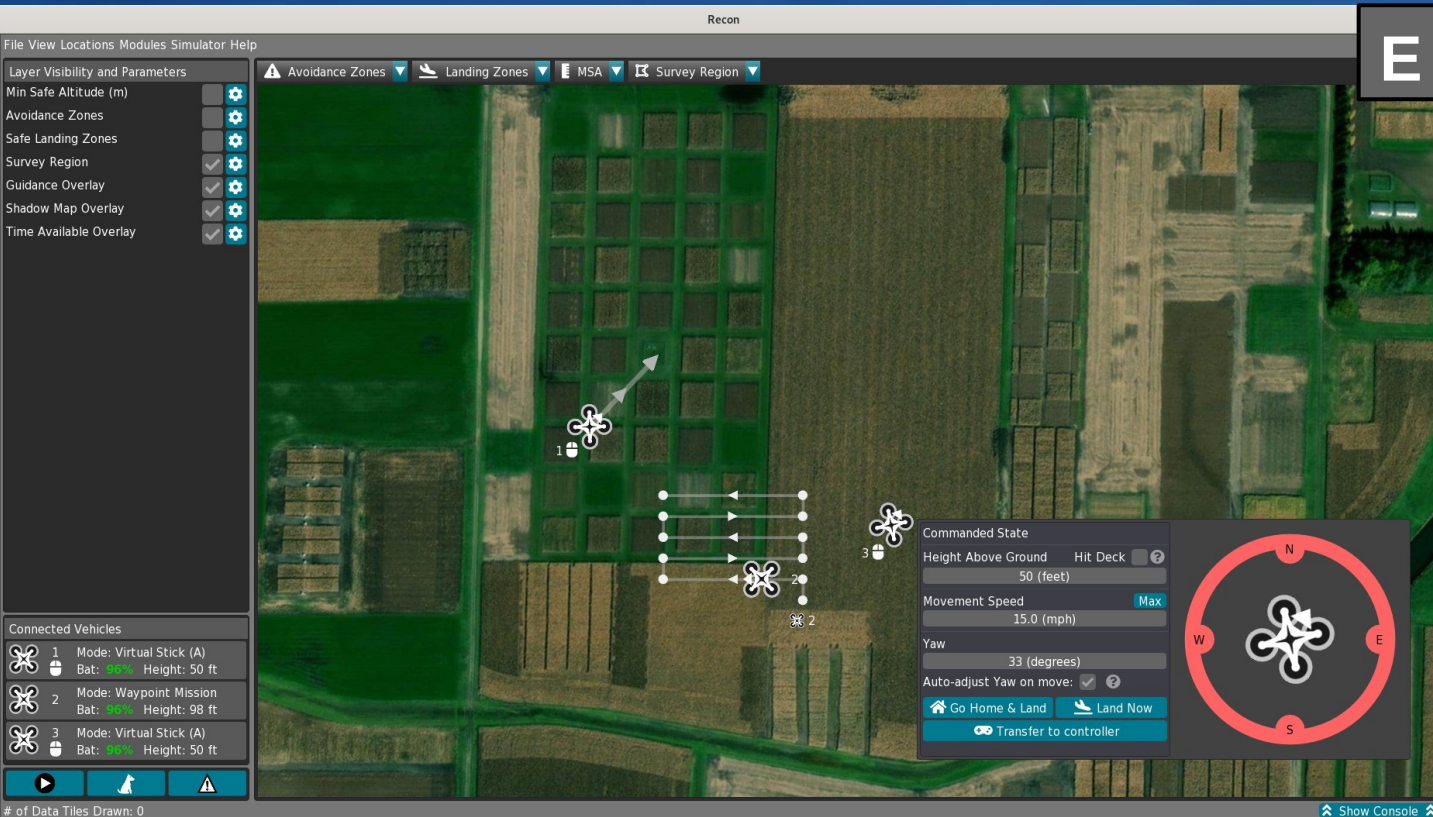 Recon
E
File View Locations Modules Simulator Help
Layer Visibility and Parameters
Min Safe Altitude (m)
Avoidance Zones
Safe Landing Zones
Survey Region
Guidance Overlay
Shadow Map Overlay
Time Available Overlay
Avoidance Zones Landing Zones MSA Survey Region
1
2
3
2
Commanded State
Height Above Ground Hit Deck ?
50 (feet)
Movement Speed Max
15.0 (mph)
Yaw
33 (degrees)
Auto-adjust Yaw on move: ?
Go Home & Land Land Now
Transfer to controller
N
W E
S
Connected Vehicles
1 Mode: Virtual Stick (A)
Bat: 96% Height: 50 ft
2 Mode: Waypoint Mission
Bat: 96% Height: 98 ft
3 Mode: Virtual Stick (A)
Bat: 96% Height: 50 ft
# of Data Tiles Drawn: 0
Show Console